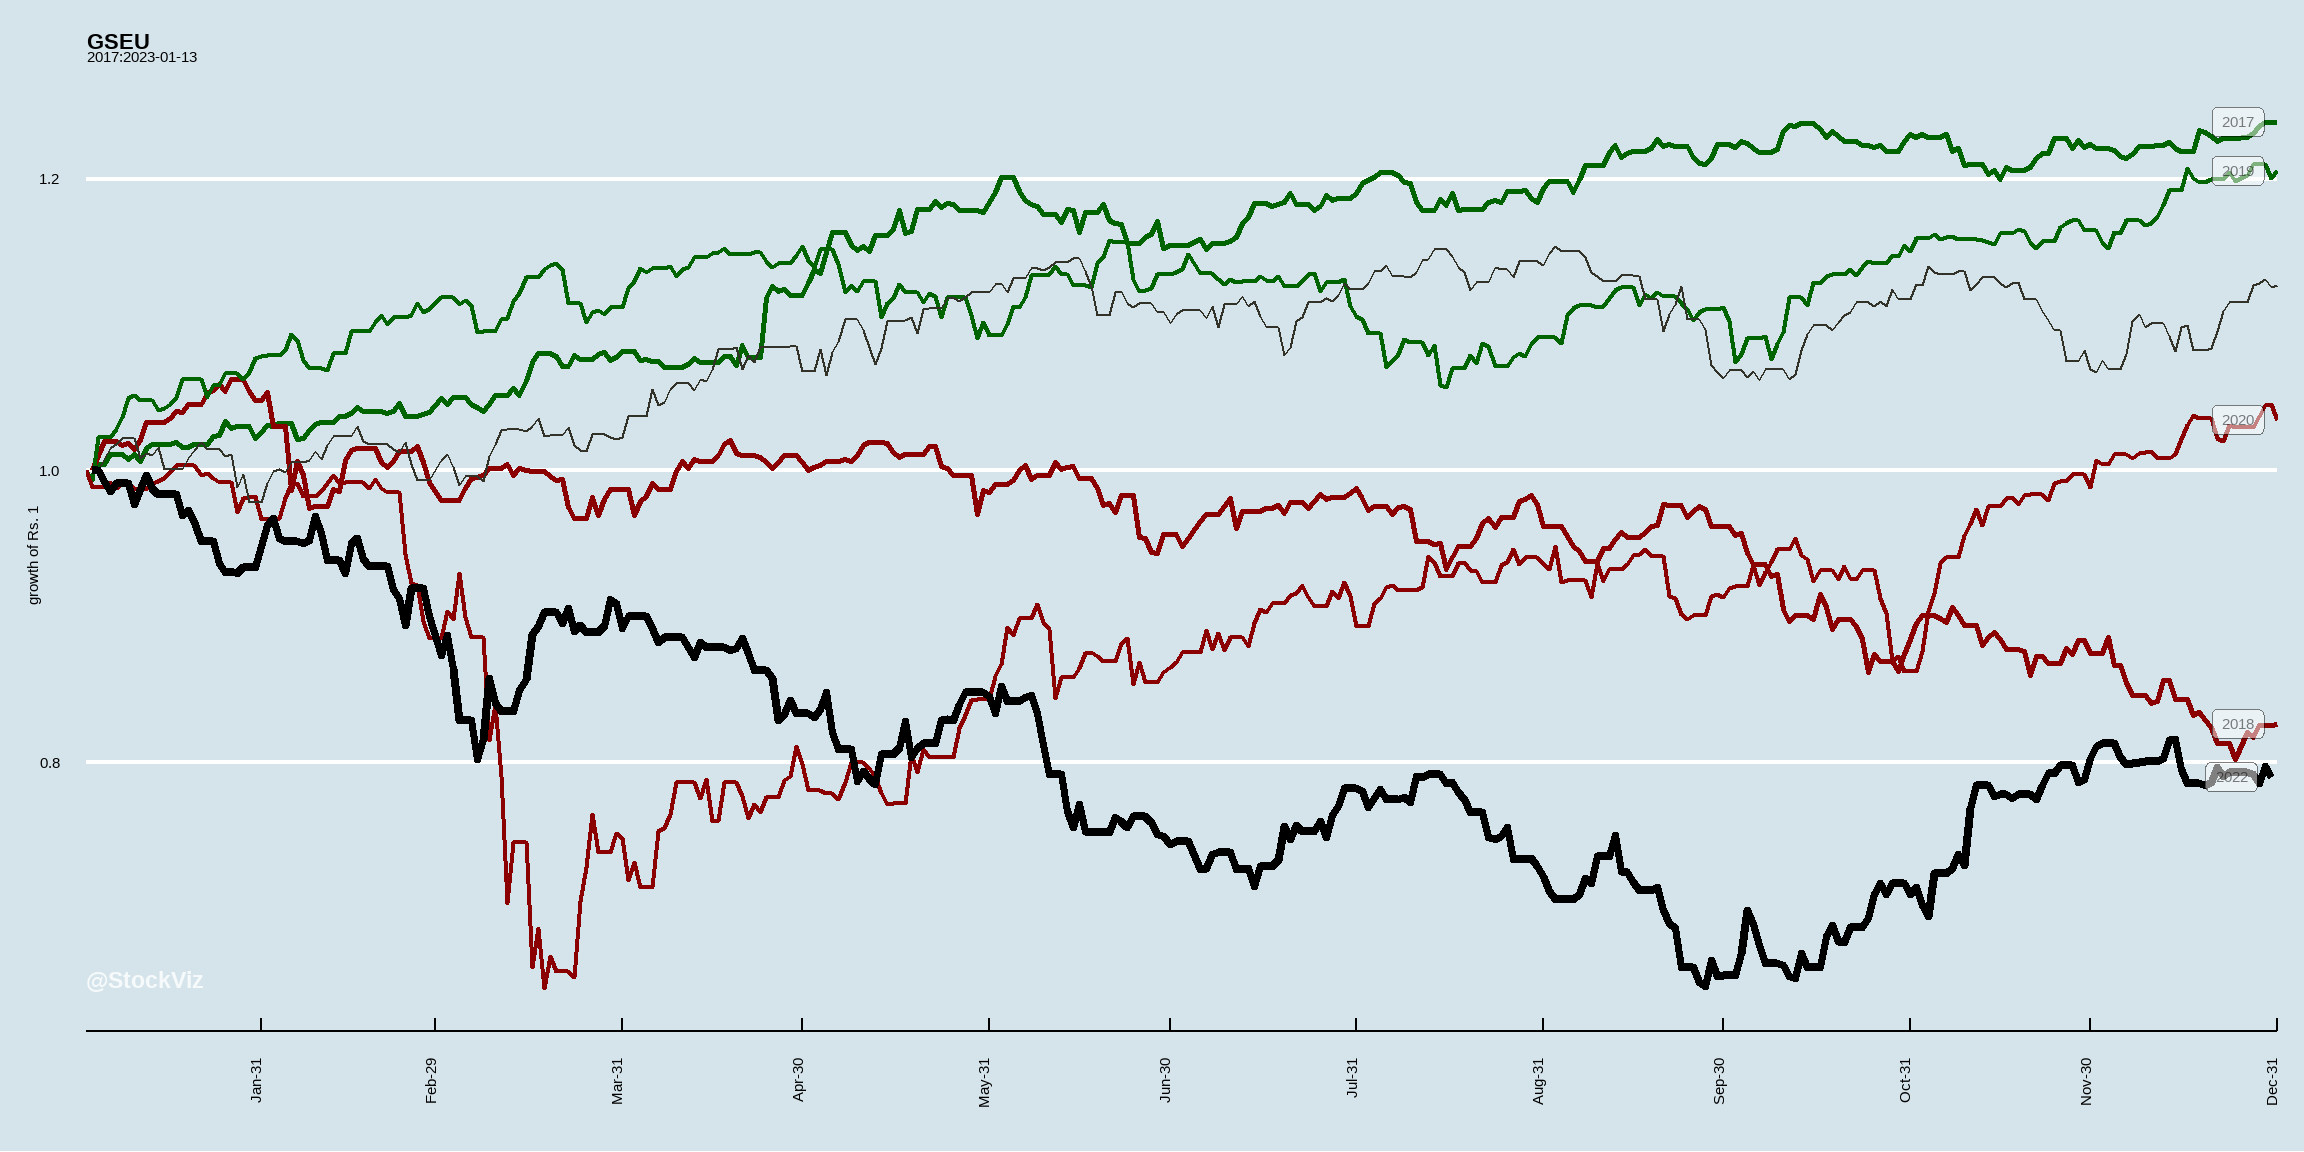 GSEU
2017:2023-01-13
2017
1.2
2019
2020
1.0
growth of Rs. 1
2018
0.8
2022
@StockViz
Jan-31
Feb-29
Mar-31
Apr-30
May-31
Jun-30
Jul-31
Aug-31
Sep-30
Oct-31
Nov-30
Dec-31